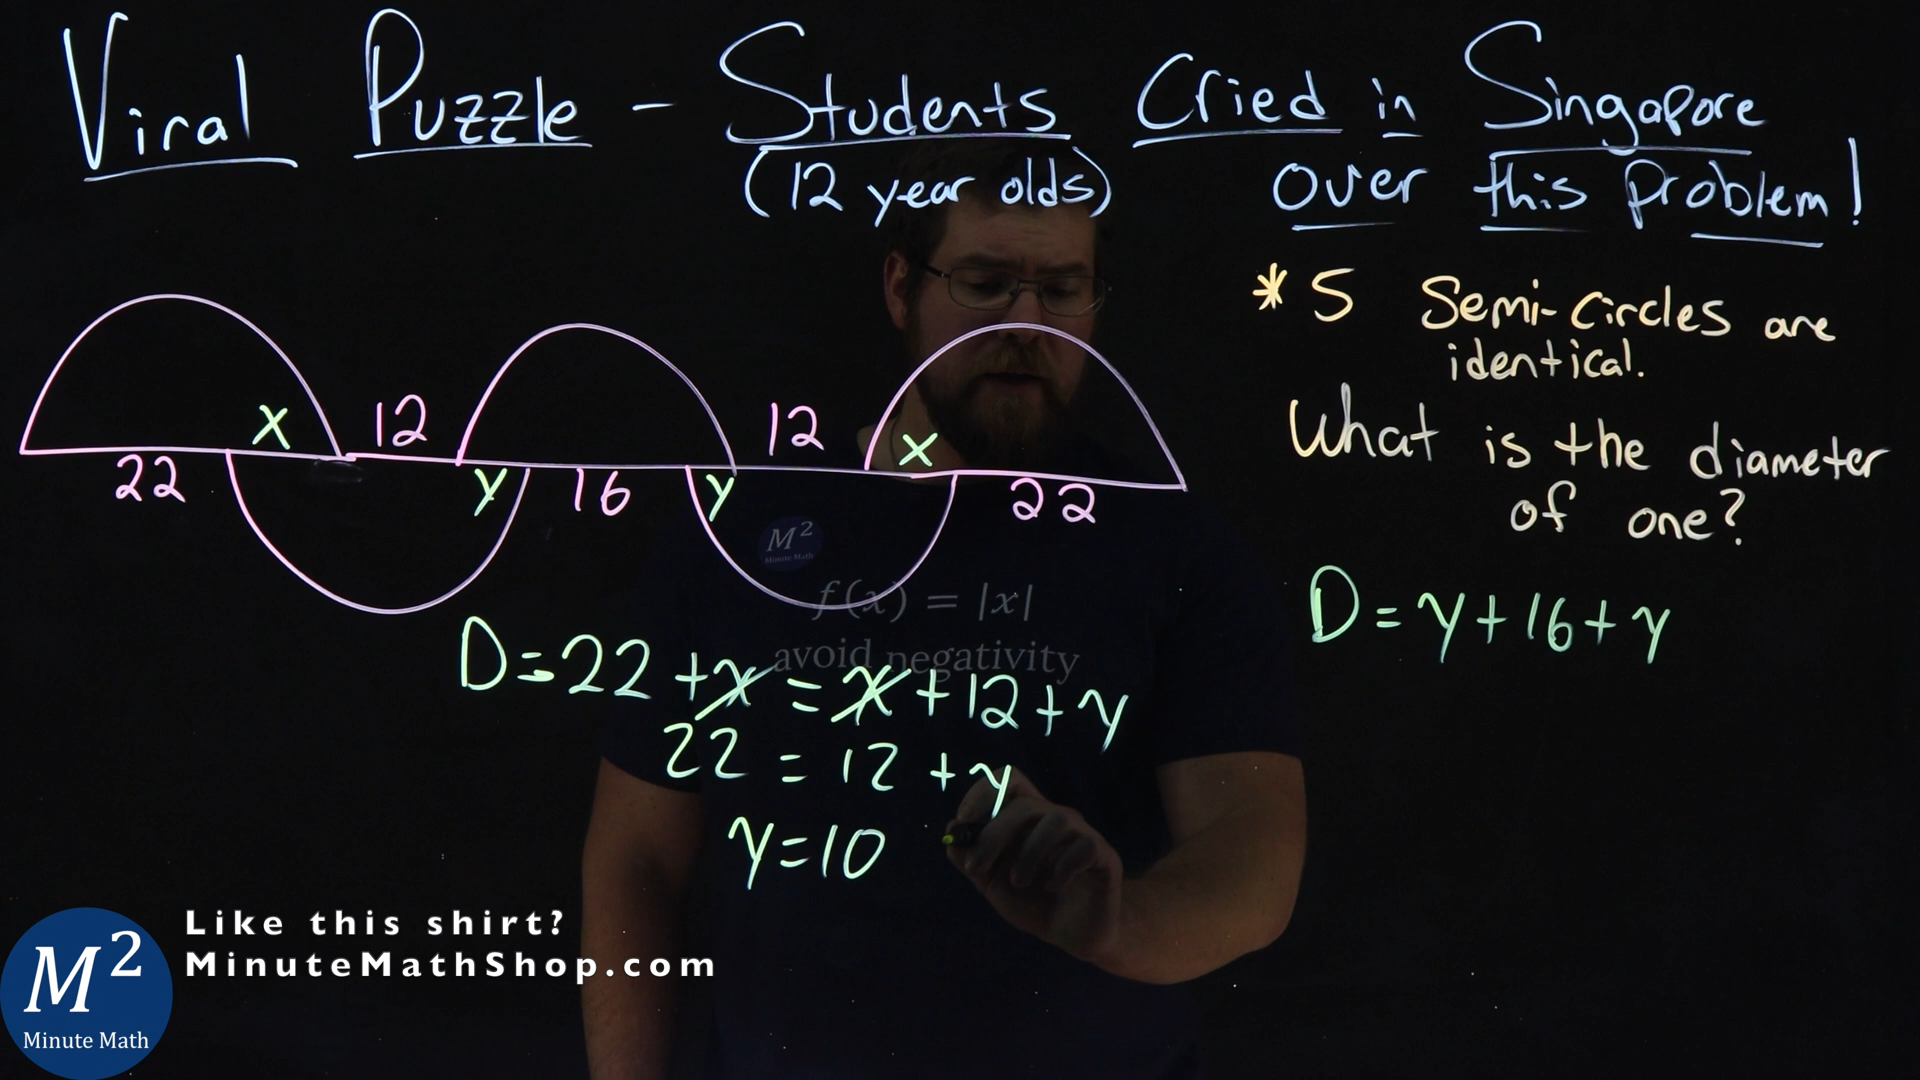 Viral Puzzle - Students Cried in Singapore
(12 year olds) over this problem!
* 5 Semi-circles are
identical.
What is the diameter
of one?
x 12 12 x
22 y 16 y 22
D = y + 16 + y
D = 22 + x = x + 12 + y
22 = 12 + y
y = 10
M²
Minute Math
f(x) = |x|
avoid negativity
Like this shirt?
MinuteMathShop.com
M²
Minute Math